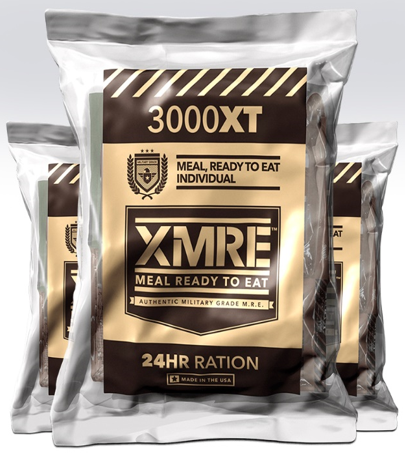 3000XT
MEAL, READY TO EAT
INDIVIDUAL
XMRE™
MEAL READY TO EAT
AUTHENTIC MILITARY GRADE M.R.E.
24HR RATION
MADE IN THE USA